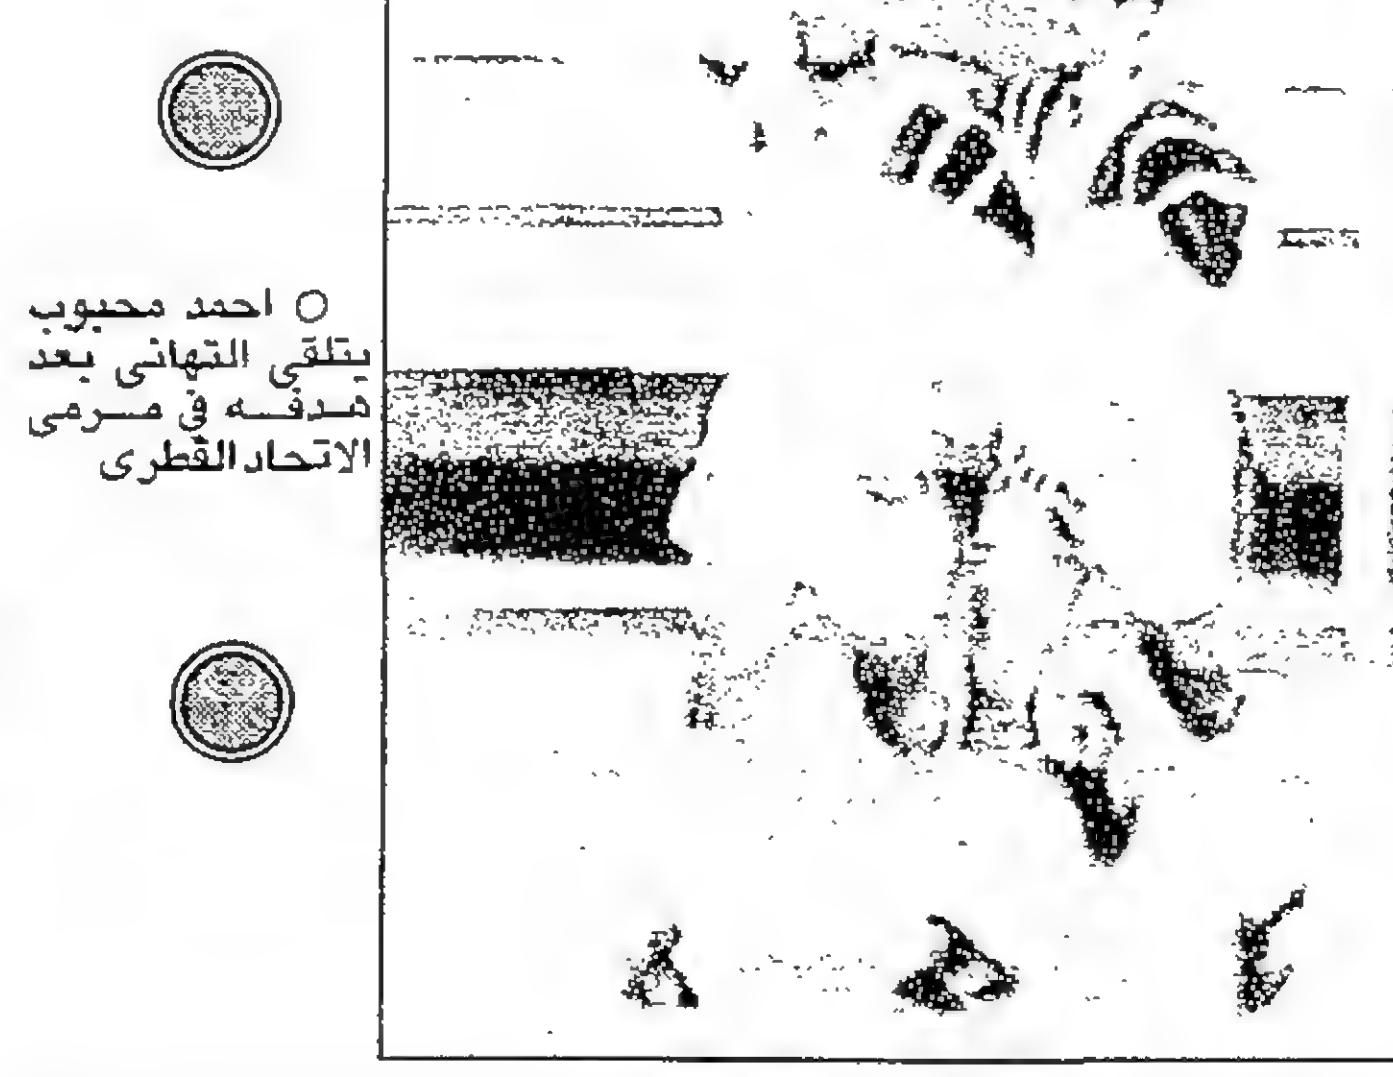 ○ احمد محبوب
يتلقى التهانى بعد
هدفه في مرمى
الاتحاد القطرى